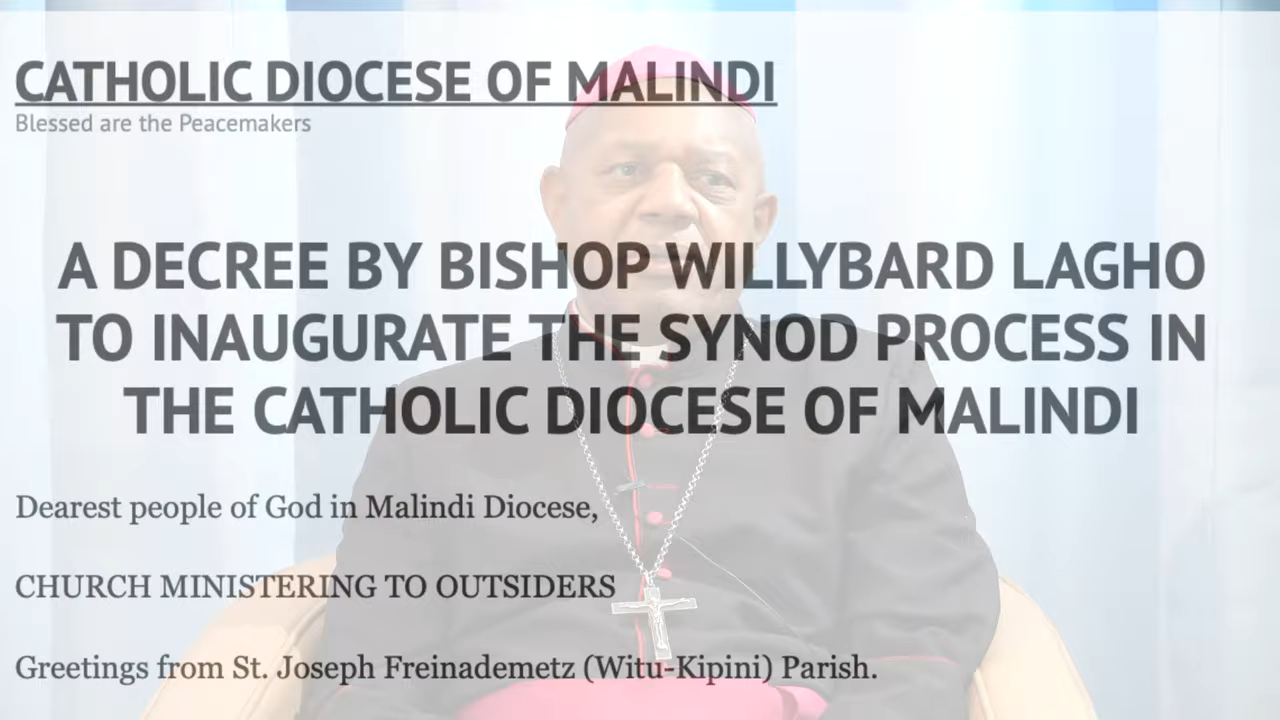 CATHOLIC DIOCESE OF MALINDI
Blessed are the Peacemakers
A DECREE BY BISHOP WILLYBARD LAGHO
TO INAUGURATE THE SYNOD PROCESS IN
THE CATHOLIC DIOCESE OF MALINDI
Dearest people of God in Malindi Diocese,
CHURCH MINISTERING TO OUTSIDERS
Greetings from St. Joseph Freinademetz (Witu-Kipini) Parish.